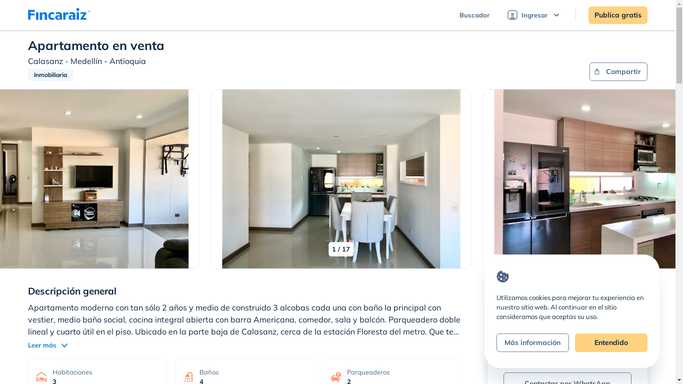 Fincaraiz
Buscador
Ingresar
Publica gratis
Apartamento en venta
Calasanz - Medellín - Antioquia
Inmobiliaria
Compartir
1 / 17
Descripción general
Apartamento moderno con tan sólo 2 años y medio de construido 3 alcobas cada una con baño la principal con
vestier, medio baño social, cocina integral abierta con barra Americana, comedor, sala y balcón. Parqueadero doble
lineal y cuarto útil en el piso. Ubicado en la parte baja de Calasanz, cerca de la estación Floresta del metro. Que te...
Leer más
Habitaciones
3
Baños
4
Parqueaderos
2
Utilizamos cookies para mejorar tu experiencia en
nuestro sitio web. Al continuar en el sitio
consideramos que aceptas su uso.
Más información
Entendido
Contactar por WhatsApp